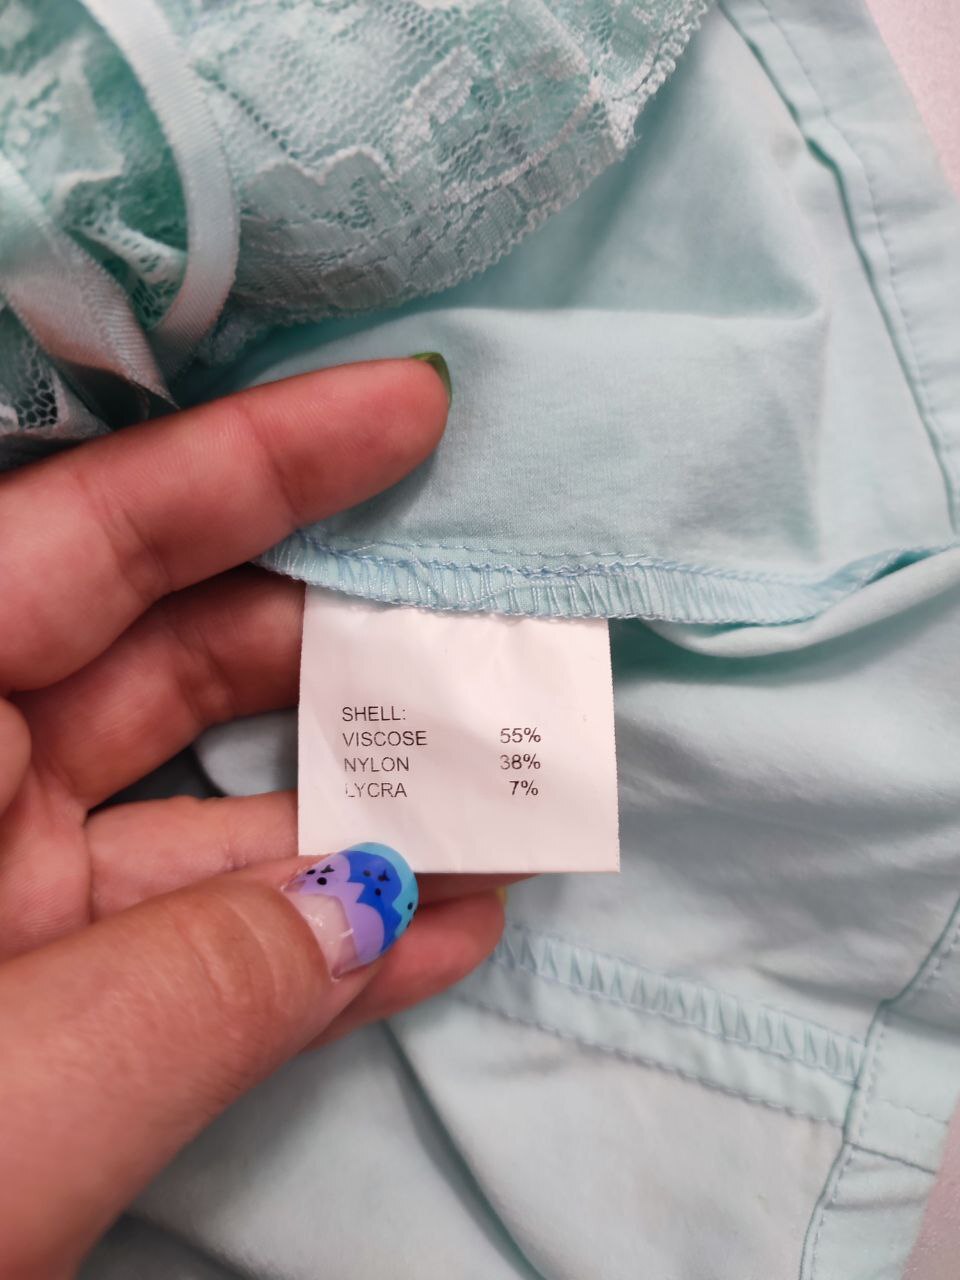 SHELL:
VISCOSE 55%
NYLON 38%
LYCRA 7%